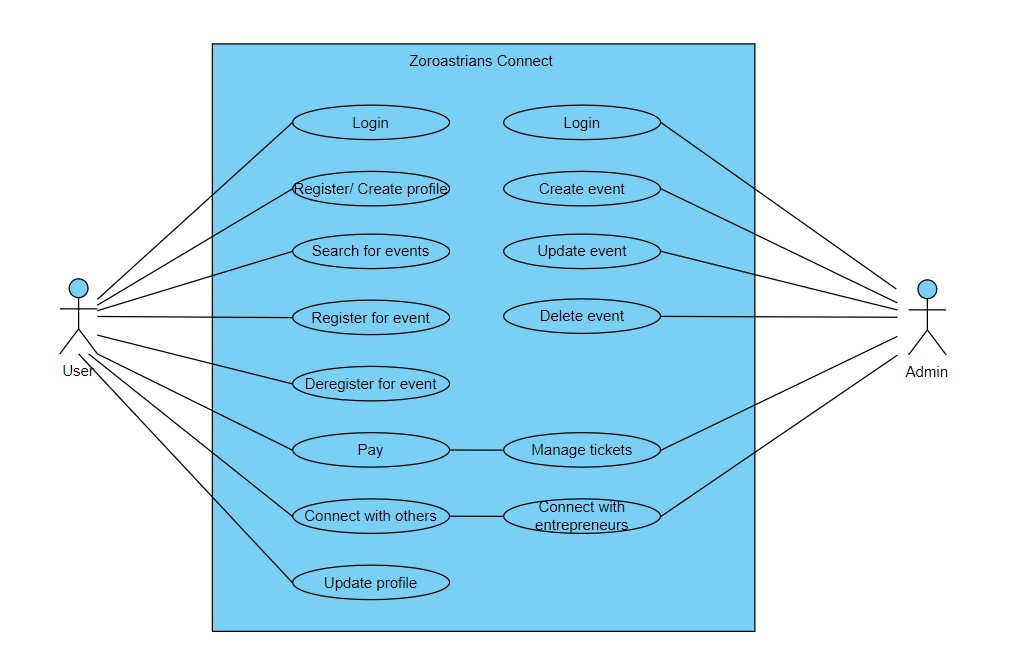 Zoroastrians Connect
Login
Login
Register/ Create profile
Create event
Search for events
Update event
Register for event
Delete event
User
Admin
Deregister for event
Pay
Manage tickets
Connect with others
Connect with
entrepreneurs
Update profile